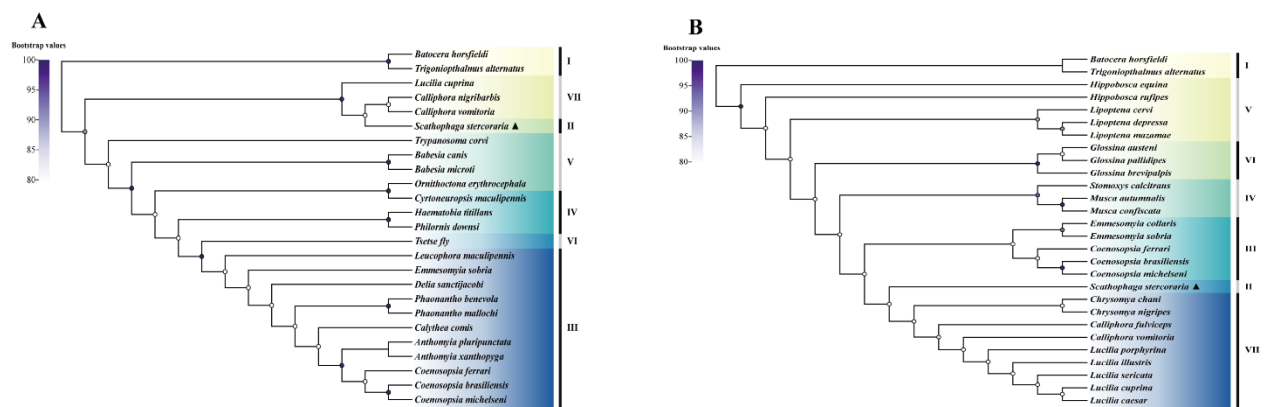 A
Bootstrap values
100
95
90
85
80
Batocera horsfieldi
Trigoniopthalmus alternatus
Lucilia cuprina
Calliphora nigribarbis
Calliphora vomitoria
Scathophaga stercoraria ▲
Trypanosoma corvi
Babesia canis
Babesia microti
Ornithoctona erythrocephala
Cyrtoneuropsis maculipennis
Haematobia titillans
Philornis downsi
Tsetse fly
Leucophora maculipennis
Emmesomyia sobria
Delia sanctijacobi
Phaonantho benevola
Phaonantho mallochi
Calythea comis
Anthomyia pluripunctata
Anthomyia xanthopyga
Coenosopsia ferrari
Coenosopsia brasiliensis
Coenosopsia michelseni
I
VII
II
V
IV
VI
III
B
Bootstrap values
100
95
90
85
80
Batocera horsfieldi
Trigoniopthalmus alternatus
Hippobosca equina
Hippobosca rufipes
Lipoptena cervi
Lipoptena depressa
Lipoptena mazamae
Glossina austeni
Glossina pallidipes
Glossina brevipalpis
Stomoxys calcitrans
Musca autumnalis
Musca confiscata
Emmesomyia collaris
Emmesomyia sobria
Coenosopsia ferrari
Coenosopsia brasiliensis
Coenosopsia michelseni
Scathophaga stercoraria ▲
Chrysomya chani
Chrysomya nigripes
Calliphora fulviceps
Calliphora vomitoria
Lucilia porphyrina
Lucilia illustris
Lucilia sericata
Lucilia cuprina
Lucilia caesar
I
V
VI
IV
III
II
VII